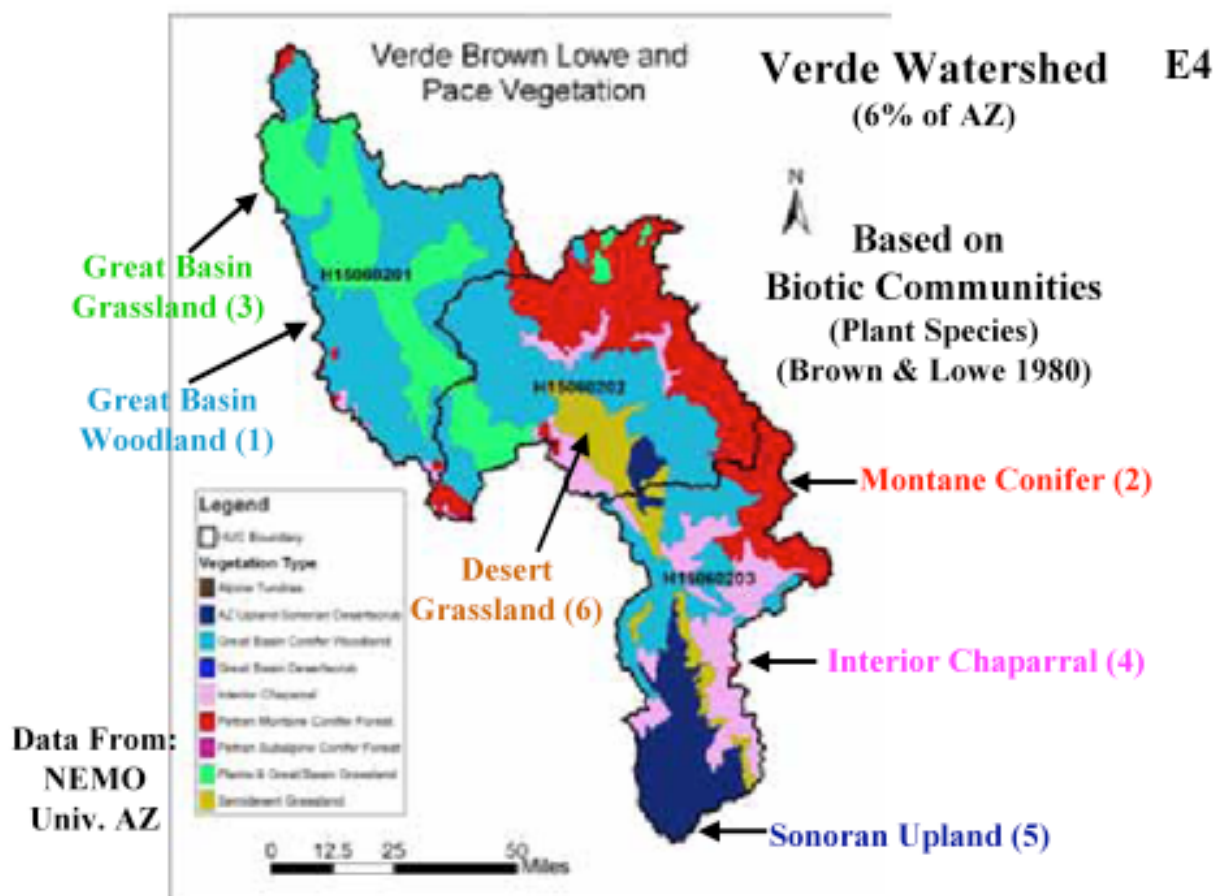 Verde Brown Lowe and
Pace Vegetation
Verde Watershed
(6% of AZ)
E4
N
Based on
Biotic Communities
(Plant Species)
(Brown & Lowe 1980)
Great Basin
Grassland (3)
H15060201
Great Basin
Woodland (1)
H15060202
Montane Conifer (2)
Desert
Grassland (6)
H15060203
Interior Chaparral (4)
Legend
HUC Boundary
Vegetation Type
Alpine Tundras
AZ Upland Sonoran Desertscrub
Great Basin Conifer Woodland
Great Basin Desertscrub
Interior Chaparral
Petran Montane Conifer Forest
Petran Subalpine Conifer Forest
Plains & Great Basin Grassland
Semidesert Grassland
Data From:
NEMO
Univ. AZ
Sonoran Upland (5)
0 12.5 25 50
Miles